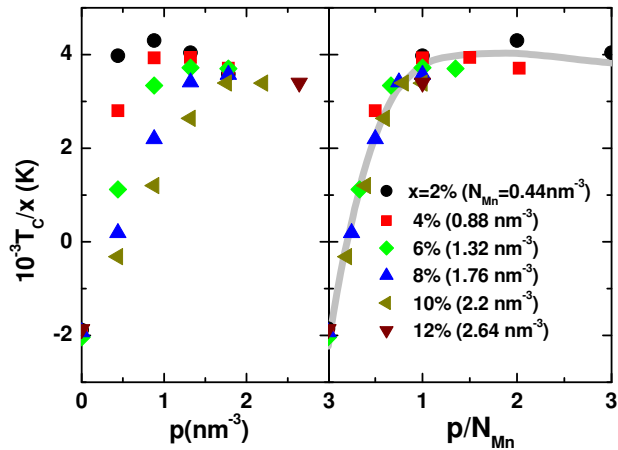 10⁻³T_C/x (K)
4
2
0
-2
x=2% (N_Mn=0.44nm⁻³)
4% (0.88 nm⁻³)
6% (1.32 nm⁻³)
8% (1.76 nm⁻³)
10% (2.2 nm⁻³)
12% (2.64 nm⁻³)
0 1 2 3 1 2 3
p(nm⁻³) p/N_Mn